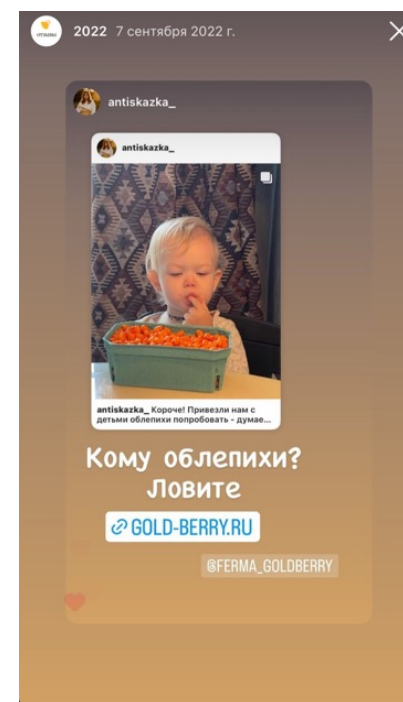 2022 7 сентября 2022 г.
antiskazka_
antiskazka_
antiskazka_ Короче! Привезли нам с
детьми облепихи попробовать - думае...
Кому облепихи?
Ловите
GOLD-BERRY.RU
@FERMA_GOLDBERRY